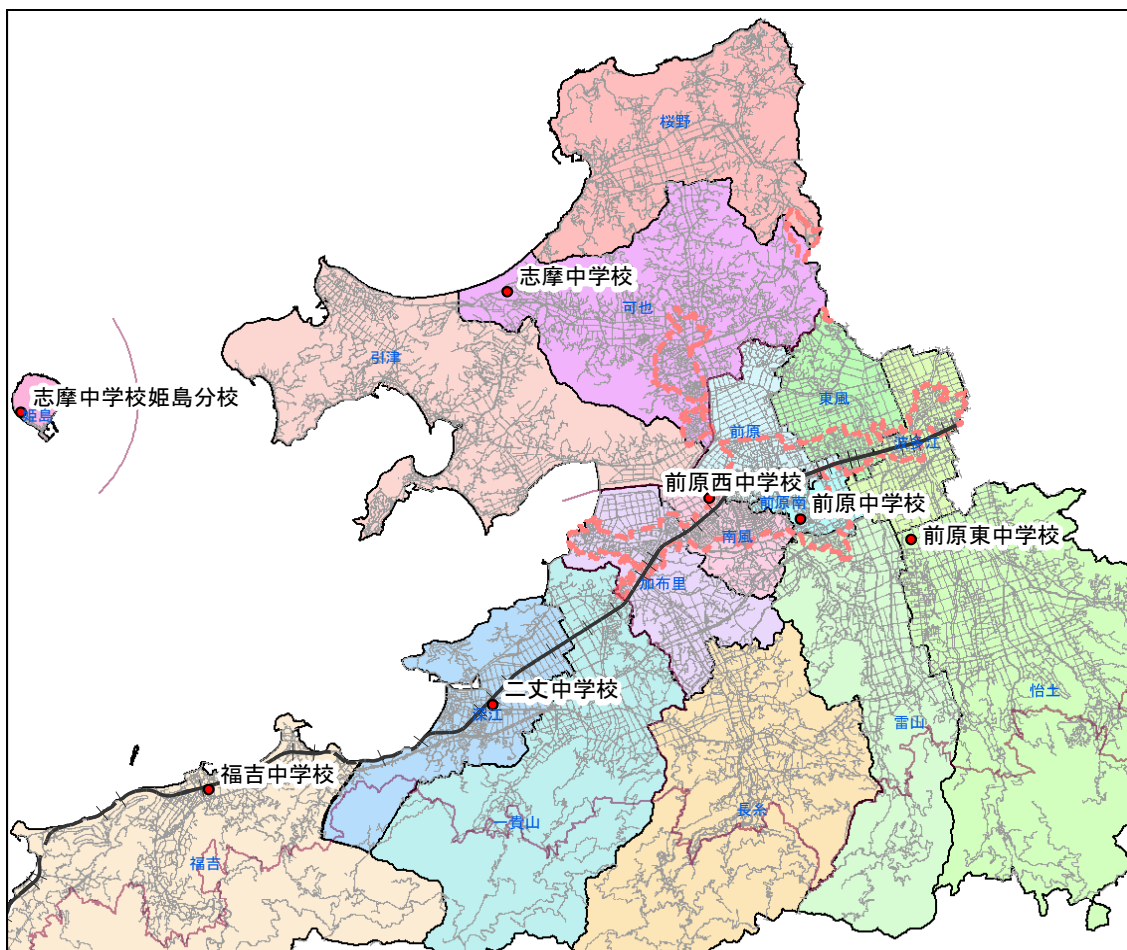 桜野
志摩中学校
可也
引津
志摩中学校姫島分校
姫島
東風
前原
波多江
前原西中学校
前原南
前原中学校
南風
前原東中学校
加布里
二丈中学校
深江
怡土
雷山
福吉中学校
長糸
一貴山
福吉